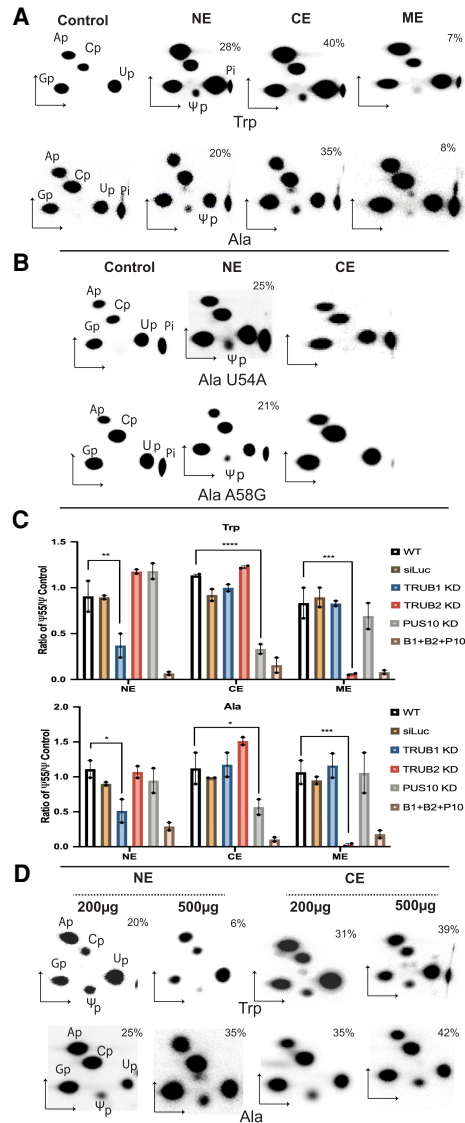 A
Control NE CE ME
Ap Cp Gp Up 28% Pi Ψp 40% 7%
Trp
Ap Cp Gp Up Pi 20% Ψp 35% 8%
Ala
B
Control NE CE
Ap Cp Gp Up Pi 25% Ψp
Ala U54A
Ap Cp Gp Up Pi 21% Ψp
Ala A58G
C
Trp
Ratio of Ψ55/Ψ Control
1.5
1.0
0.5
0.0
** **** ***
NE CE ME
WT
siLuc
TRUB1 KD
TRUB2 KD
PUS10 KD
B1+B2+P10
Ala
Ratio of Ψ55/Ψ Control
2.0
1.5
1.0
0.5
0.0
* * ***
NE CE ME
WT
siLuc
TRUB1 KD
TRUB2 KD
PUS10 KD
B1+B2+P10
D
NE CE
200µg 500µg 200µg 500µg
Ap Cp Gp Up Ψp 20% 6% 31% 39%
Trp
Ap Cp Gp Up Ψp 25% 35% 35% 42%
Ala